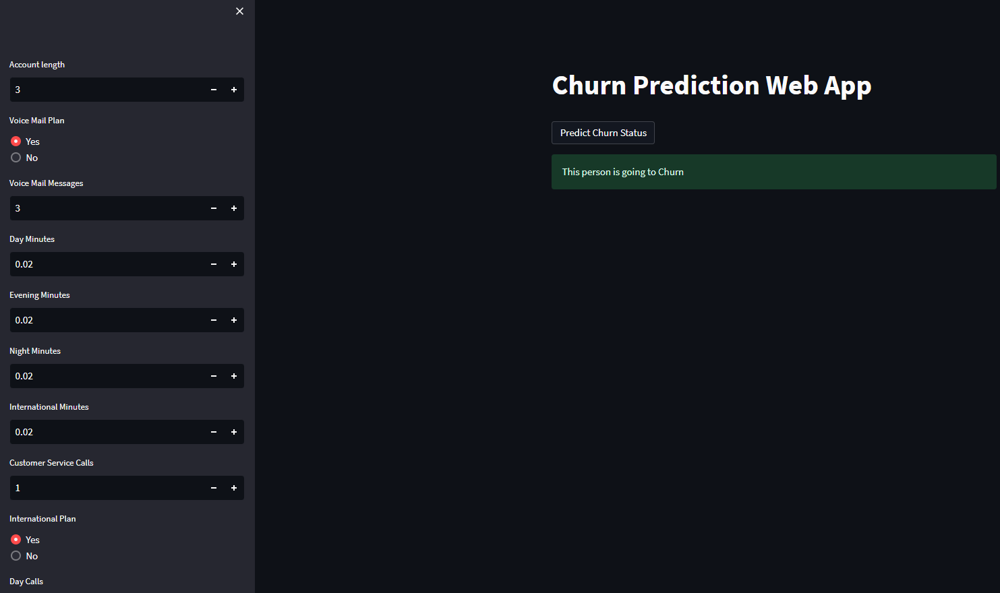 Account length
3
Voice Mail Plan
Yes
No
Voice Mail Messages
3
Day Minutes
0.02
Evening Minutes
0.02
Night Minutes
0.02
International Minutes
0.02
Customer Service Calls
1
International Plan
Yes
No
Day Calls
Churn Prediction Web App
Predict Churn Status
This person is going to Churn